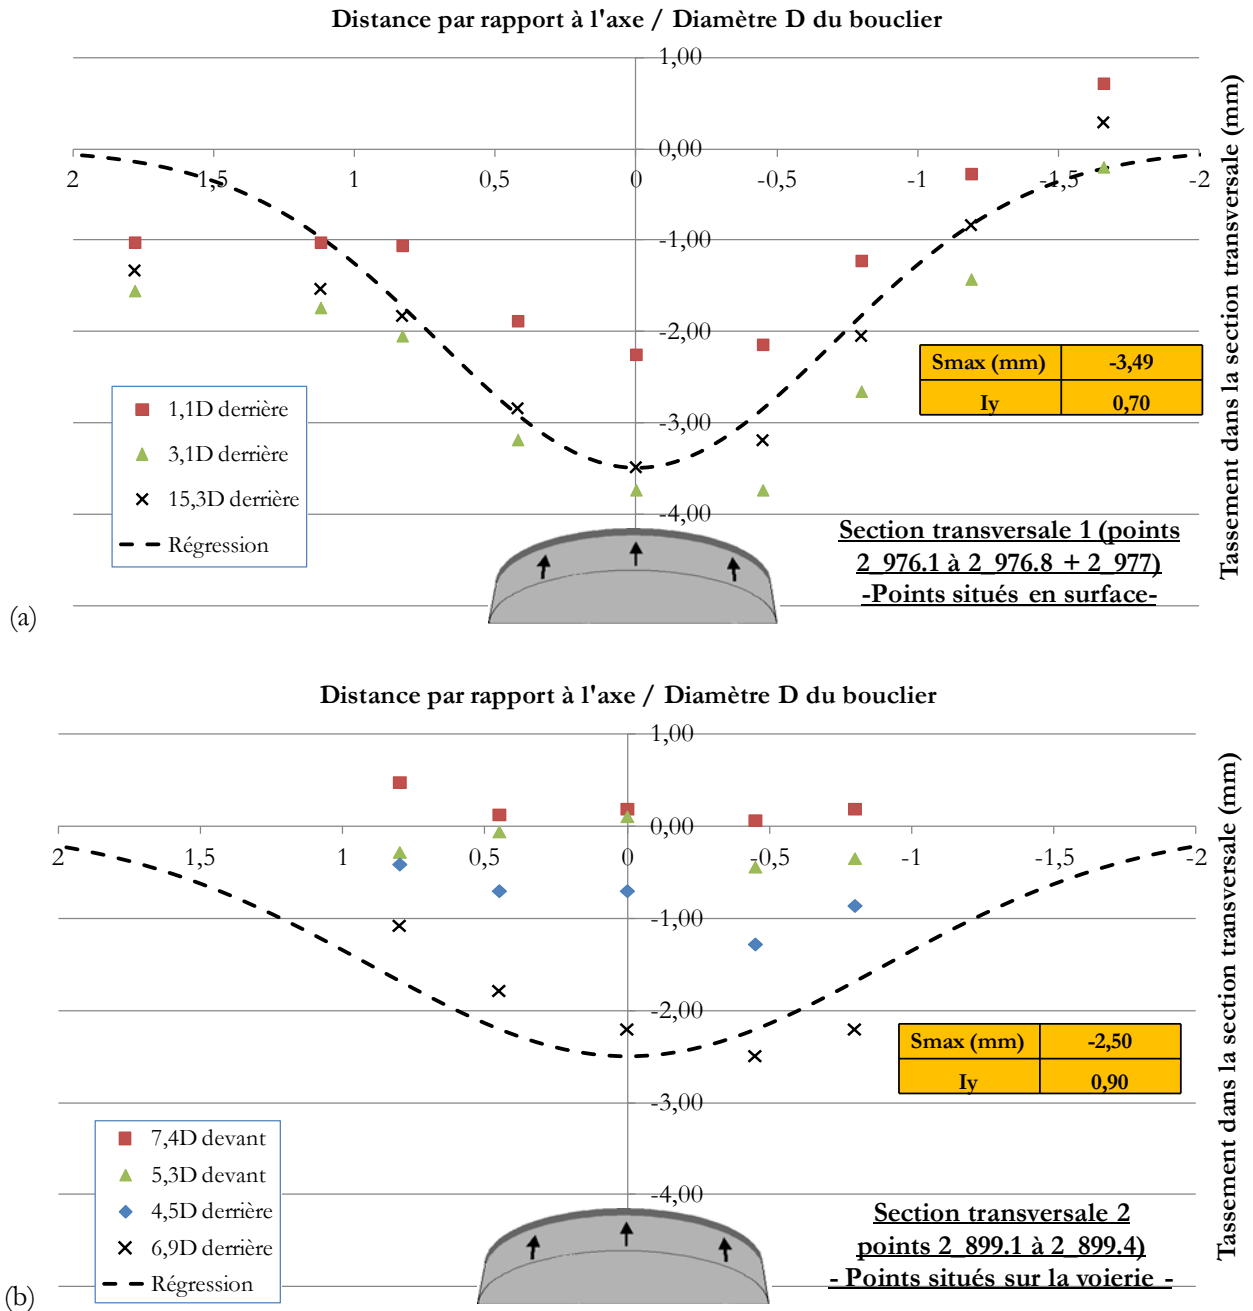 Distance par rapport à l'axe / Diamètre D du bouclier
1,00
0,00
2
1,5
1
0,5
0
-0,5
-1
-1,5
-2
-1,00
-2,00
-3,00
-4,00
Tassement dans la section transversale (mm)
Smax (mm) -3,49
Iy 0,70
1,1D derrière
3,1D derrière
15,3D derrière
Régression
Section transversale 1 (points
2_976.1 à 2_976.8 + 2_977)
-Points situés en surface-
(a)
Distance par rapport à l'axe / Diamètre D du bouclier
1,00
0,00
2
1,5
1
0,5
0
-0,5
-1
-1,5
-2
-1,00
-2,00
-3,00
-4,00
Tassement dans la section transversale (mm)
Smax (mm) -2,50
Iy 0,90
7,4D devant
5,3D devant
4,5D derrière
6,9D derrière
Régression
Section transversale 2
points 2_899.1 à 2_899.4)
- Points situés sur la voierie -
(b)